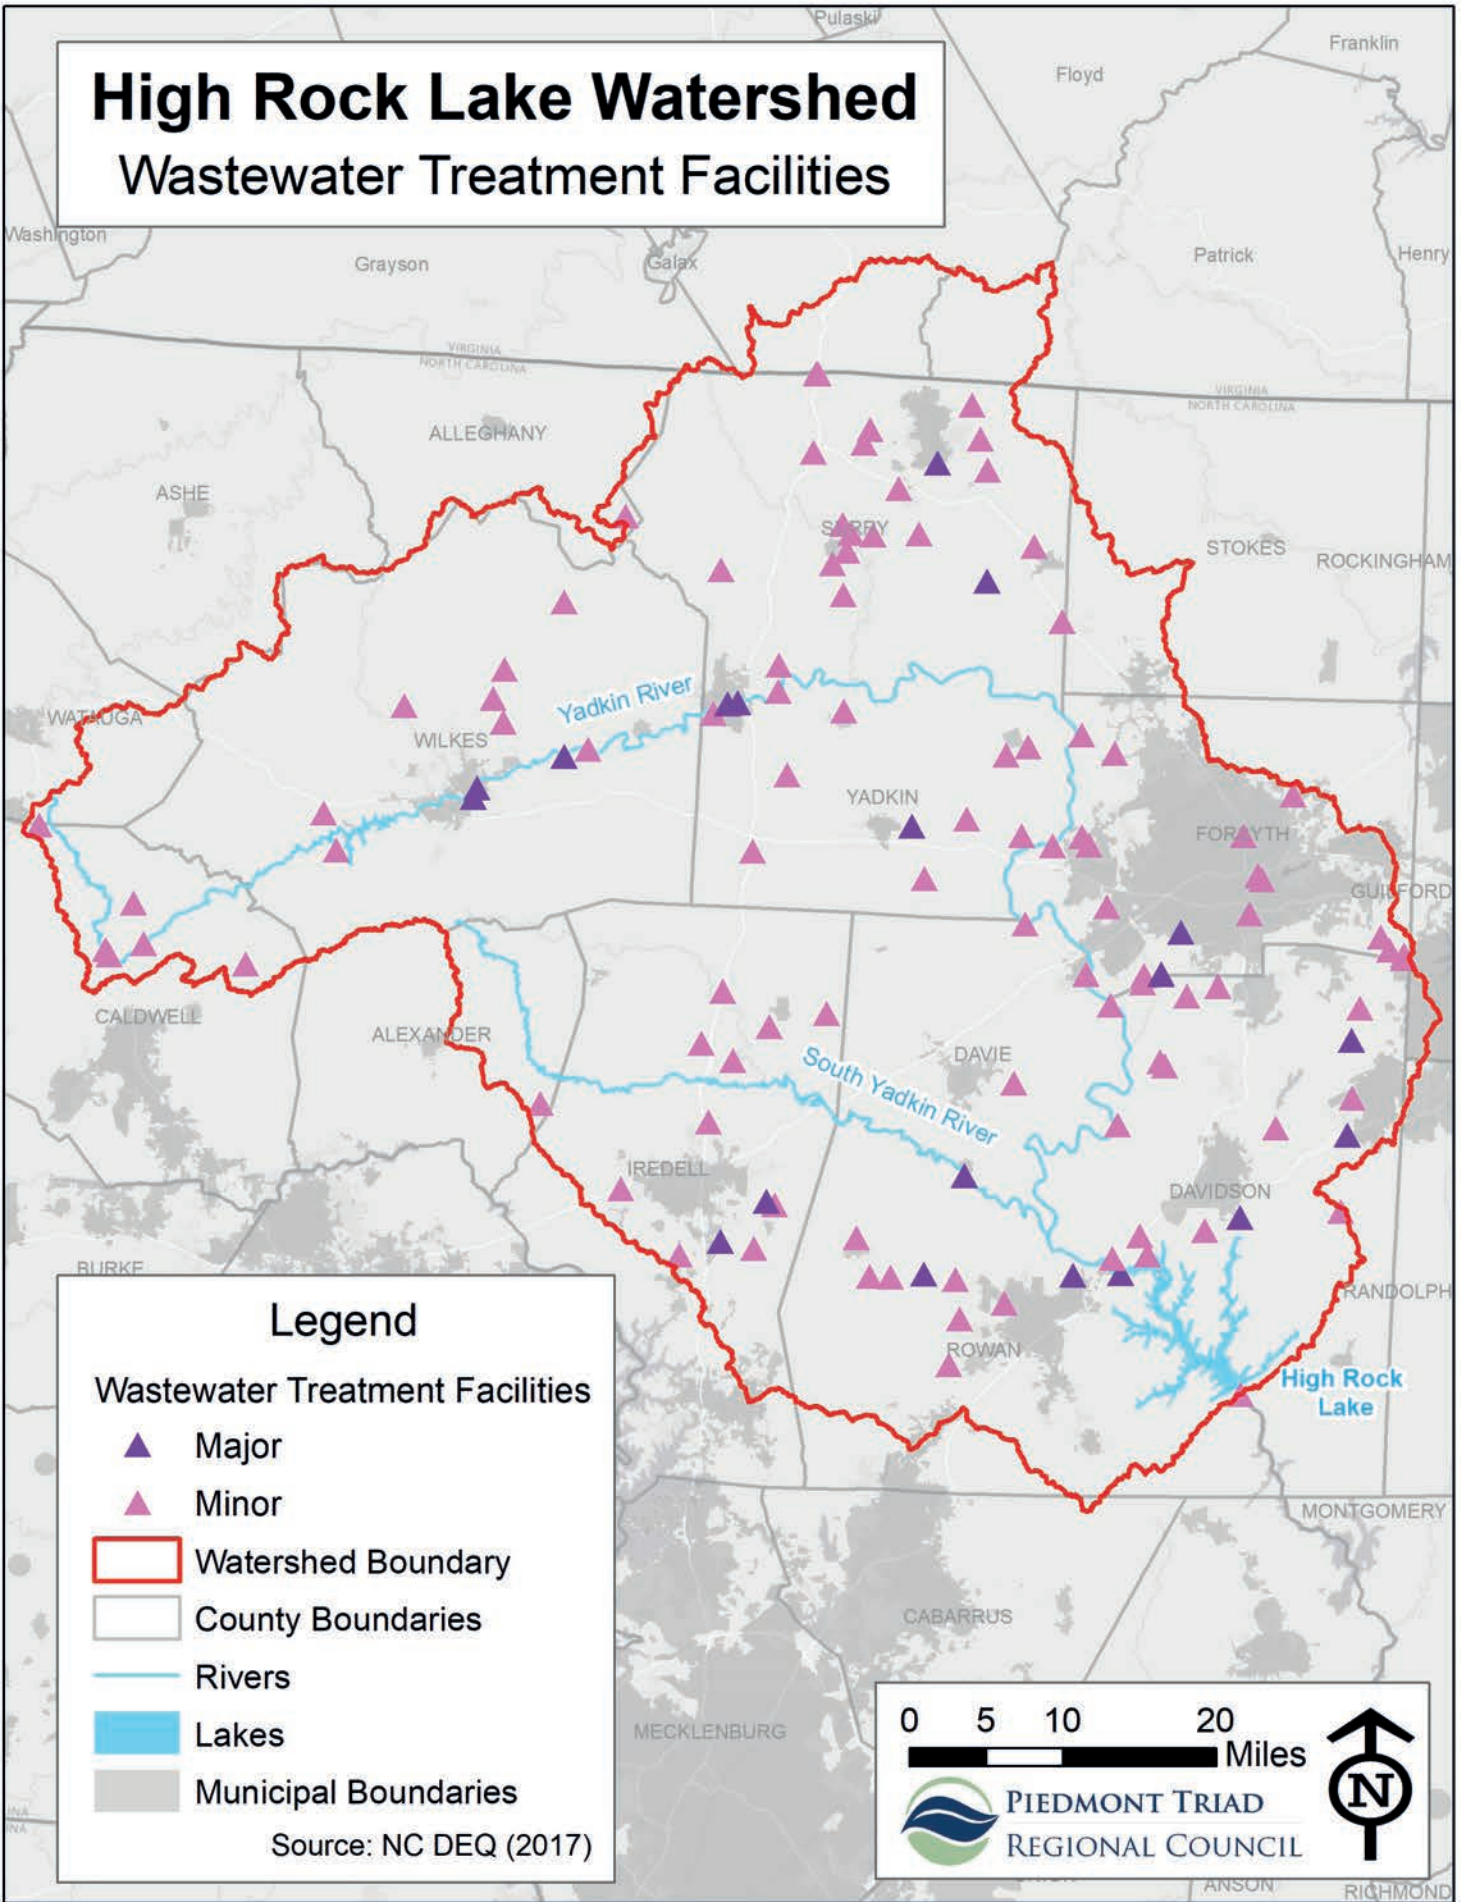 Pulaski
Franklin
Floyd
High Rock Lake Watershed
Wastewater Treatment Facilities
Washington
Grayson
Galax
Patrick
Henry
VIRGINIA
NORTH CAROLINA
VIRGINIA
NORTH CAROLINA
ALLEGHANY
ASHE
SURRY
STOKES
ROCKINGHAM
Yadkin River
WATAUGA
WILKES
YADKIN
FORSYTH
GUILFORD
CALDWELL
ALEXANDER
DAVIE
South Yadkin River
IREDELL
DAVIDSON
BURKE
RANDOLPH
ROWAN
High Rock
Lake
MONTGOMERY
CABARRUS
MECKLENBURG
Legend
Wastewater Treatment Facilities
Major
Minor
Watershed Boundary
County Boundaries
Rivers
Lakes
Municipal Boundaries
Source: NC DEQ (2017)
0 5 10 20
Miles
N
PIEDMONT TRIAD
REGIONAL COUNCIL
ANSON
RICHMOND